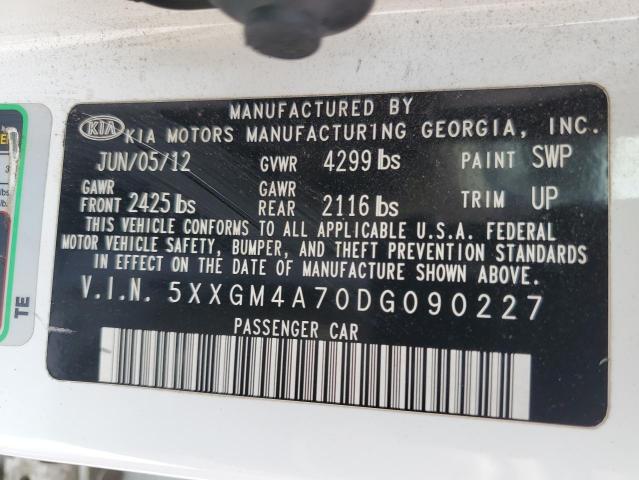 MANUFACTURED BY
KIA KIA MOTORS MANUFACTURING GEORGIA, INC.
JUN/05/12 GVWR 4299 lbs PAINT SWP
GAWR FRONT 2425 lbs GAWR REAR 2116 lbs TRIM UP
THIS VEHICLE CONFORMS TO ALL APPLICABLE U.S.A. FEDERAL
MOTOR VEHICLE SAFETY, BUMPER, AND THEFT PREVENTION STANDARDS
IN EFFECT ON THE DATE OF MANUFACTURE SHOWN ABOVE.
V.I.N. 5XXGM4A70DG090227
PASSENGER CAR
TE